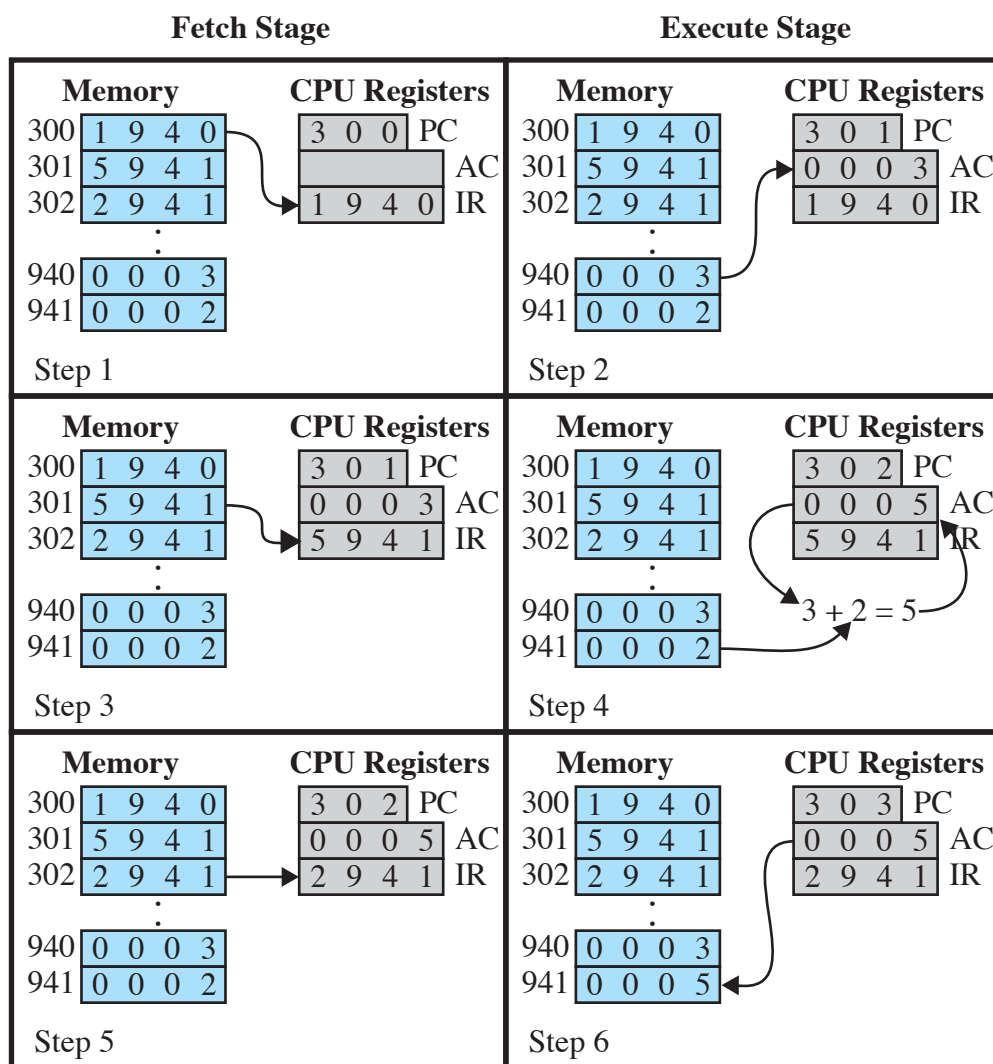 Fetch Stage
Execute Stage
Memory CPU Registers
300 1 9 4 0 3 0 0 PC
301 5 9 4 1 AC
302 2 9 4 1 1 9 4 0 IR
940 0 0 0 3
941 0 0 0 2
Step 1
Memory CPU Registers
300 1 9 4 0 3 0 1 PC
301 5 9 4 1 0 0 0 3 AC
302 2 9 4 1 1 9 4 0 IR
940 0 0 0 3
941 0 0 0 2
Step 2
Memory CPU Registers
300 1 9 4 0 3 0 1 PC
301 5 9 4 1 0 0 0 3 AC
302 2 9 4 1 5 9 4 1 IR
940 0 0 0 3
941 0 0 0 2
Step 3
Memory CPU Registers
300 1 9 4 0 3 0 2 PC
301 5 9 4 1 0 0 0 5 AC
302 2 9 4 1 5 9 4 1 IR
940 0 0 0 3 3 + 2 = 5
941 0 0 0 2
Step 4
Memory CPU Registers
300 1 9 4 0 3 0 2 PC
301 5 9 4 1 0 0 0 5 AC
302 2 9 4 1 2 9 4 1 IR
940 0 0 0 3
941 0 0 0 2
Step 5
Memory CPU Registers
300 1 9 4 0 3 0 3 PC
301 5 9 4 1 0 0 0 5 AC
302 2 9 4 1 2 9 4 1 IR
940 0 0 0 3
941 0 0 0 5
Step 6